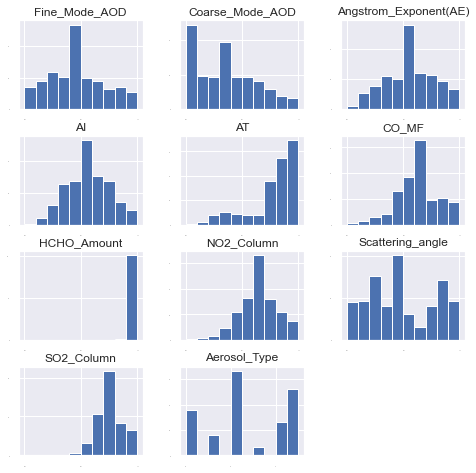 Fine_Mode_AOD
Coarse_Mode_AOD
Angstrom_Exponent(AE)
AI
AT
CO_MF
HCHO_Amount
NO2_Column
Scattering_angle
SO2_Column
Aerosol_Type